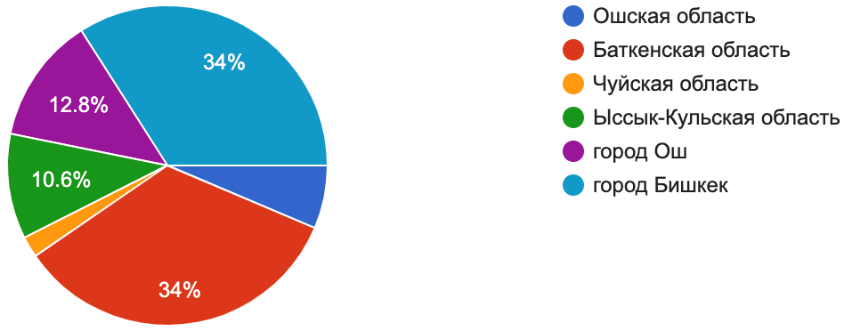 34%
12.8%
10.6%
34%
Ошская область
Баткенская область
Чуйская область
Ыссык-Кульская область
город Ош
город Бишкек